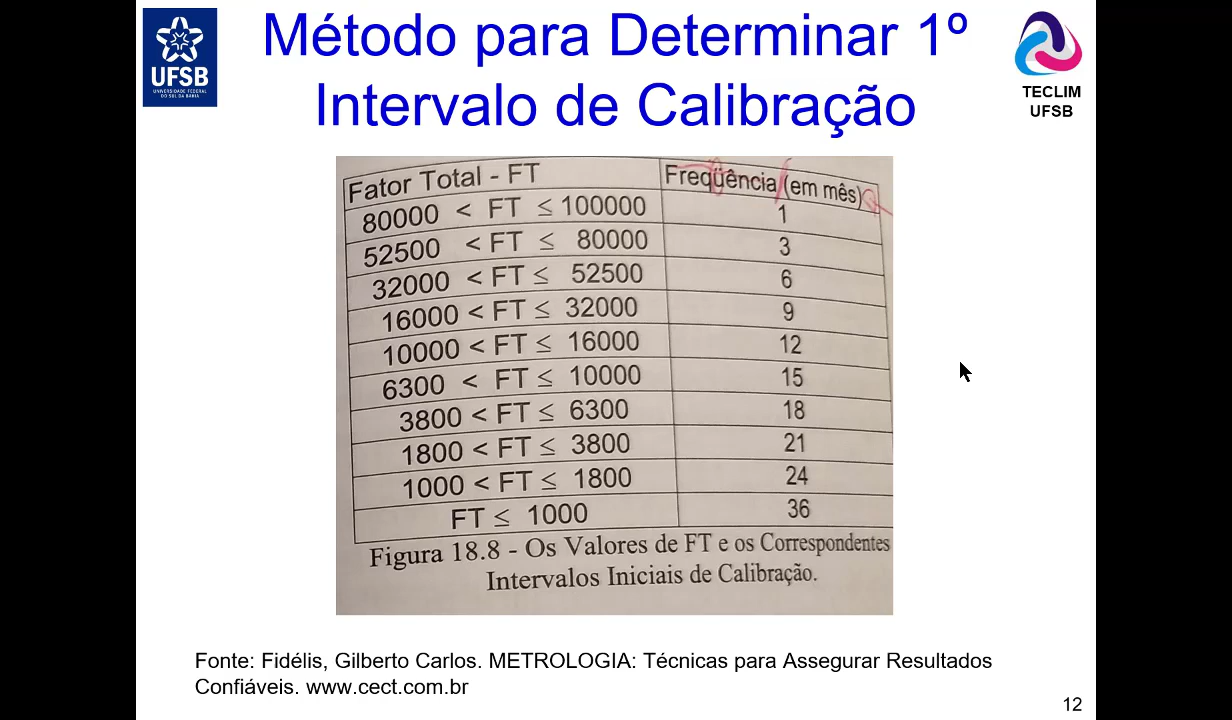 UFSB
UNIVERSIDADE FEDERAL
DO SUL DA BAHIA
Método para Determinar 1º
Intervalo de Calibração
TECLIM
UFSB
Fator Total - FT Freqüência (em mês)
80000 < FT ≤ 100000 1
52500 < FT ≤ 80000 3
32000 < FT ≤ 52500 6
16000 < FT ≤ 32000 9
10000 < FT ≤ 16000 12
6300 < FT ≤ 10000 15
3800 < FT ≤ 6300 18
1800 < FT ≤ 3800 21
1000 < FT ≤ 1800 24
FT ≤ 1000 36
Figura 18.8 - Os Valores de FT e os Correspondentes
Intervalos Iniciais de Calibração.
Fonte: Fidélis, Gilberto Carlos. METROLOGIA: Técnicas para Assegurar Resultados
Confiáveis. www.cect.com.br
12